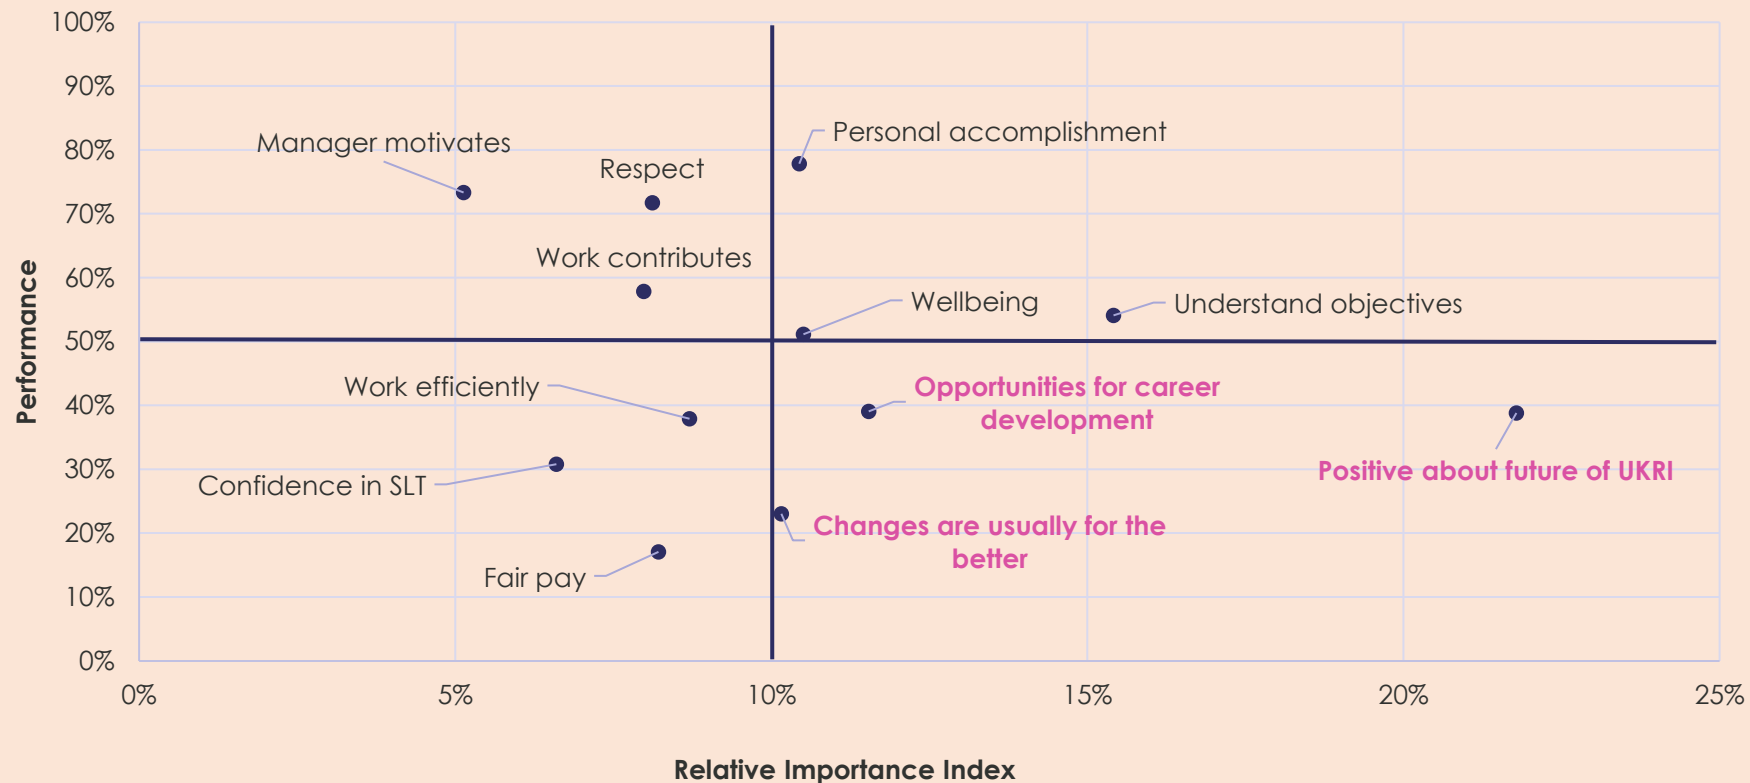 100%
90%
80%
70%
60%
50%
40%
30%
20%
10%
0%
Performance
Manager motivates
Respect
Work contributes
Personal accomplishment
Wellbeing
Understand objectives
Work efficiently
Confidence in SLT
Fair pay
Opportunities for career
development
Positive about future of UKRI
Changes are usually for the
better
0%
5%
10%
15%
20%
25%
Relative Importance Index